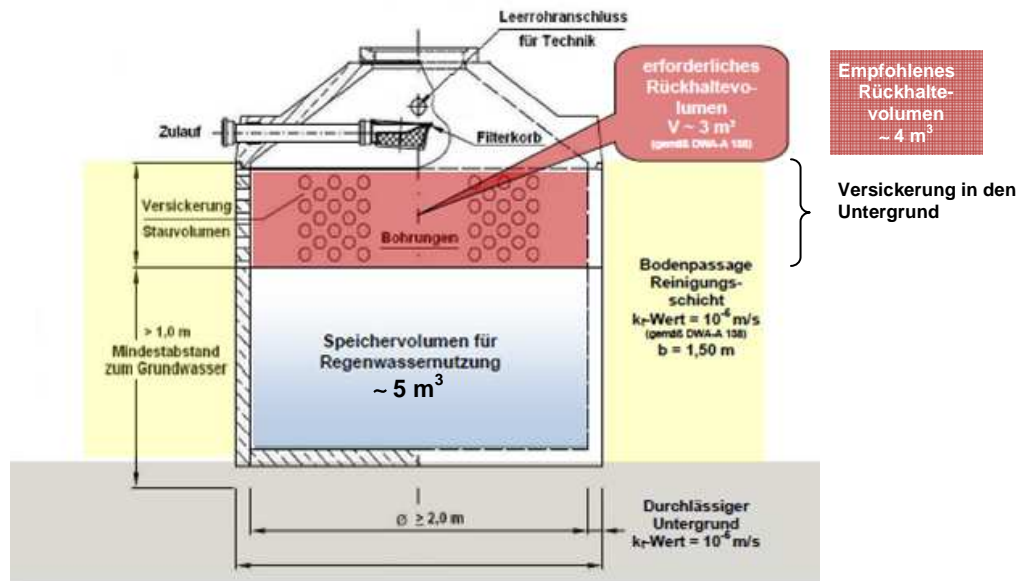 Leerrohranschluss
für Technik
Zulauf
Filterkorb
erforderliches
Rückhaltevo-
lumen
V ~ 3 m³
(gemäß DWA-A 138)
Empfohlenes
Rückhalte-
volumen
~ 4 m³
Versickerung in den
Untergrund
Versickerung
Stauvolumen
Bohrungen
> 1,0 m
Mindestabstand
zum Grundwasser
Speichervolumen für
Regenwassernutzung
~ 5 m³
Bodenpassage
Reinigungs-
schicht
kf-Wert = 10⁻⁶ m/s
(gemäß DWA-A 138)
b = 1,50 m
ø ≥ 2,0 m
Durchlässiger
Untergrund
kf-Wert = 10⁻⁶ m/s